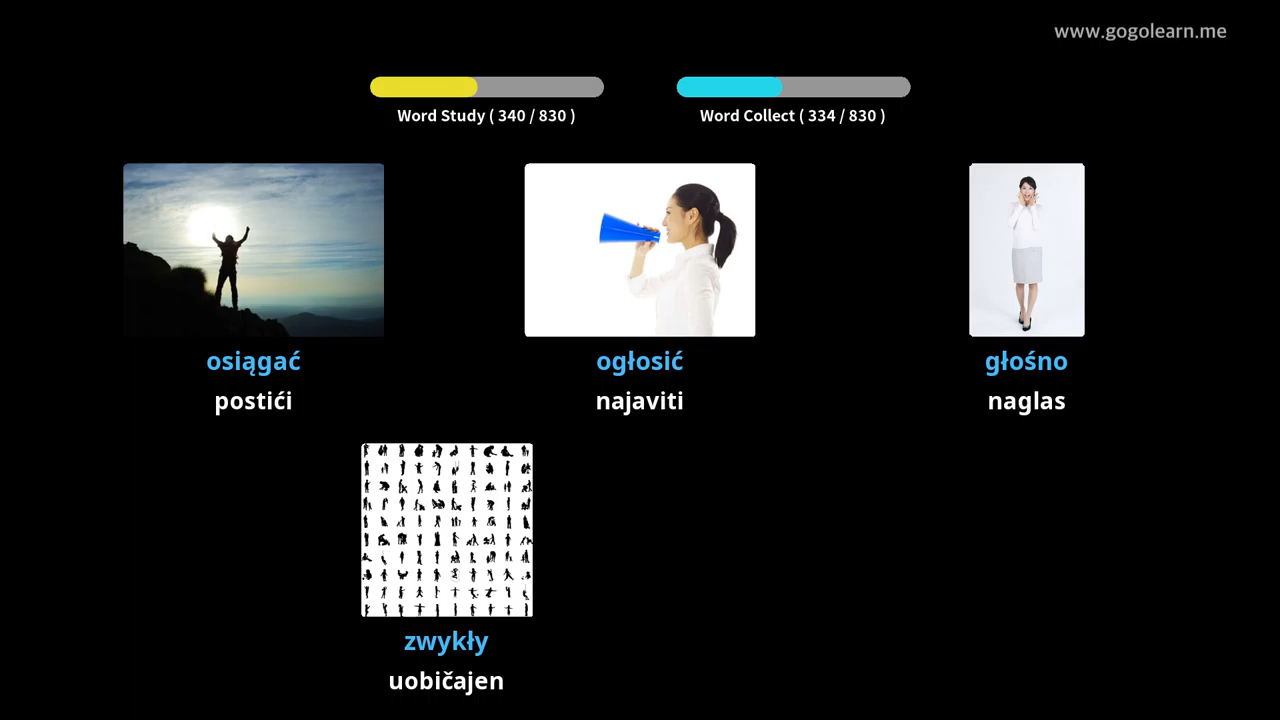 www.gogolearn.me
Word Study ( 340 / 830 )
Word Collect ( 334 / 830 )
osiągać
postići
ogłosić
najaviti
głośno
naglas
zwykły
uobičajen